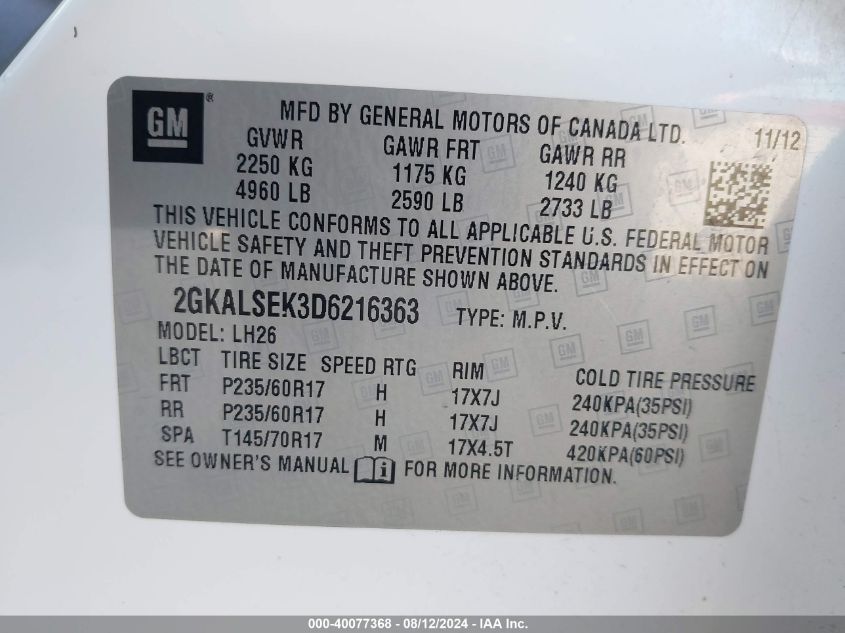 GM®
MFD BY GENERAL MOTORS OF CANADA LTD.
11/12
GVWR GAWR FRT GAWR RR
2250 KG 1175 KG 1240 KG
4960 LB 2590 LB 2733 LB
THIS VEHICLE CONFORMS TO ALL APPLICABLE U.S. FEDERAL MOTOR
VEHICLE SAFETY AND THEFT PREVENTION STANDARDS IN EFFECT ON
THE DATE OF MANUFACTURE SHOWN ABOVE.
2GKALSEK3D6216363 TYPE: M.P.V.
MODEL: LH26
LBCT TIRE SIZE SPEED RTG RIM COLD TIRE PRESSURE
FRT P235/60R17 H 17X7J 240KPA(35PSI)
RR P235/60R17 H 17X7J 240KPA(35PSI)
SPA T145/70R17 M 17X4.5T 420KPA(60PSI)
SEE OWNER'S MANUAL i FOR MORE INFORMATION.
000-40077368 - 08/12/2024 - IAA Inc.